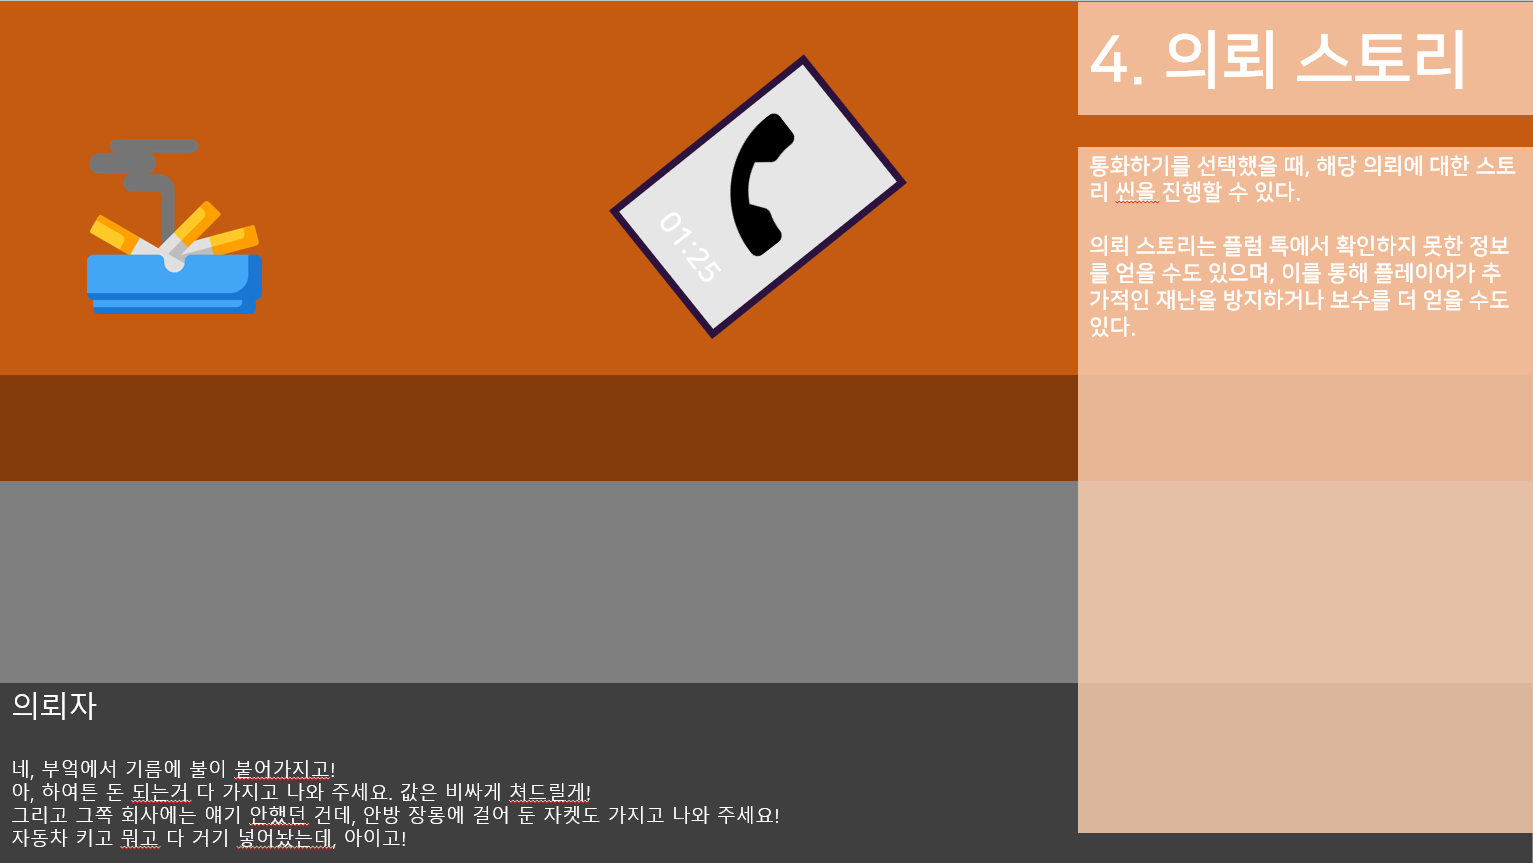 4. 의뢰 스토리
통화하기를 선택했을 때, 해당 의뢰에 대한 스토
리 씬을 진행할 수 있다.
의뢰 스토리는 플럼 톡에서 확인하지 못한 정보
를 얻을 수도 있으며, 이를 통해 플레이어가 추
가적인 재난을 방지하거나 보수를 더 얻을 수도
있다.
01:25
의뢰자
네, 부엌에서 기름에 불이 붙어가지고!
아, 하여튼 돈 되는거 다 가지고 나와 주세요. 값은 비싸게 쳐드릴게!
그리고 그쪽 회사에는 얘기 안했던 건데, 안방 장롱에 걸어 둔 자켓도 가지고 나와 주세요!
자동차 키고 뭐고 다 거기 넣어놨는데, 아이고!